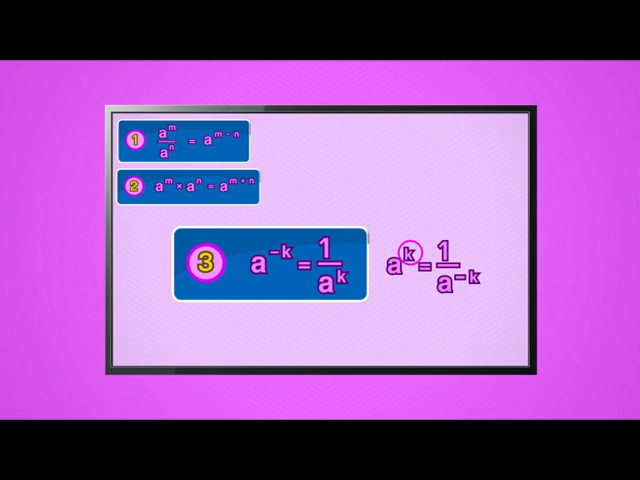 1 a^m/a^n = a^{m-n}
2 a^m × a^n = a^{m+n}
3 a^{-k} = 1/a^k
a^k = 1/a^{-k}